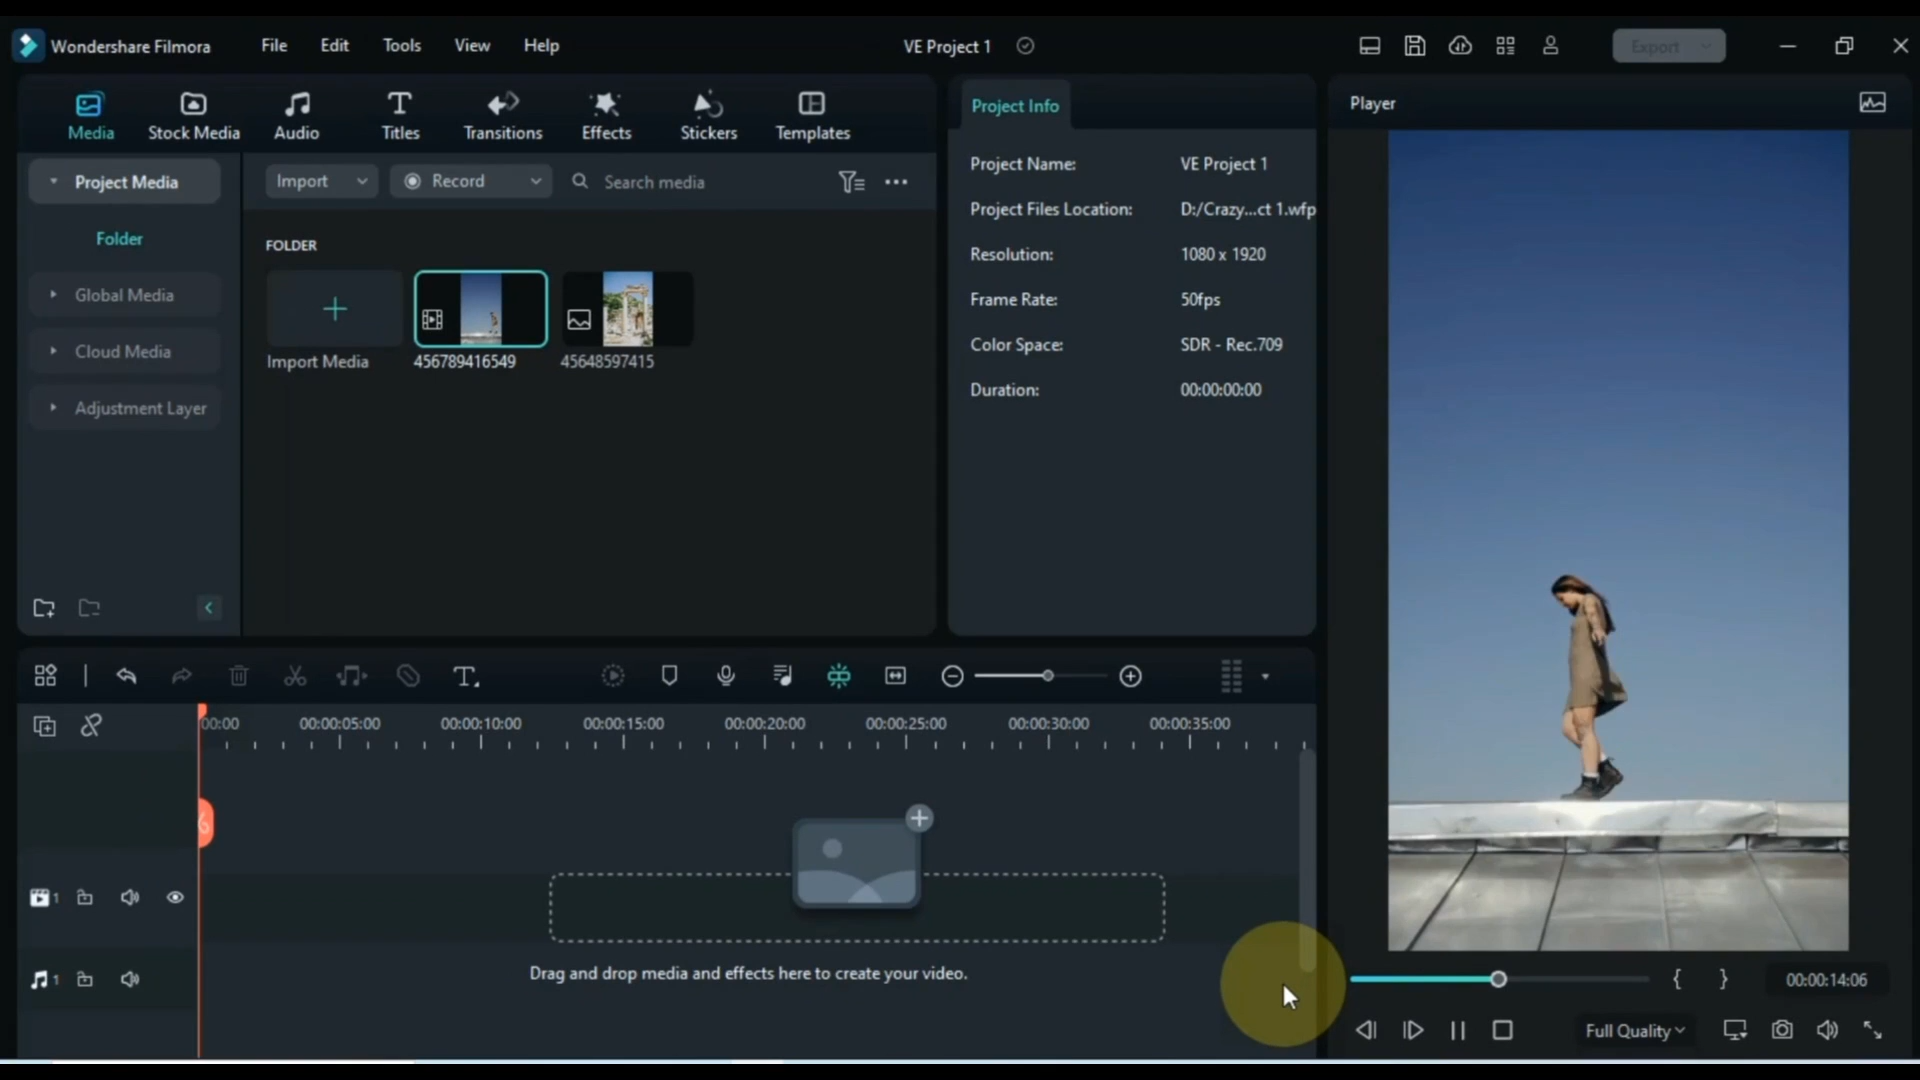 Wondershare Filmora
File
Edit
Tools
View
Help
VE Project 1
Export
Media
Stock Media
Audio
Titles
Transitions
Effects
Stickers
Templates
Project Media
Folder
Global Media
Cloud Media
Adjustment Layer
Import
Record
Search media
FOLDER
Import Media
456789416549
45648597415
Project Info
Project Name: VE Project 1
Project Files Location: D:/Crazy...ct 1.wfp
Resolution: 1080 x 1920
Frame Rate: 50fps
Color Space: SDR - Rec.709
Duration: 00:00:00:00
Player
00:00
00:00:05:00
00:00:10:00
00:00:15:00
00:00:20:00
00:00:25:00
00:00:30:00
00:00:35:00
1
Drag and drop media and effects here to create your video.
1
{ }
00:00:14:06
Full Quality